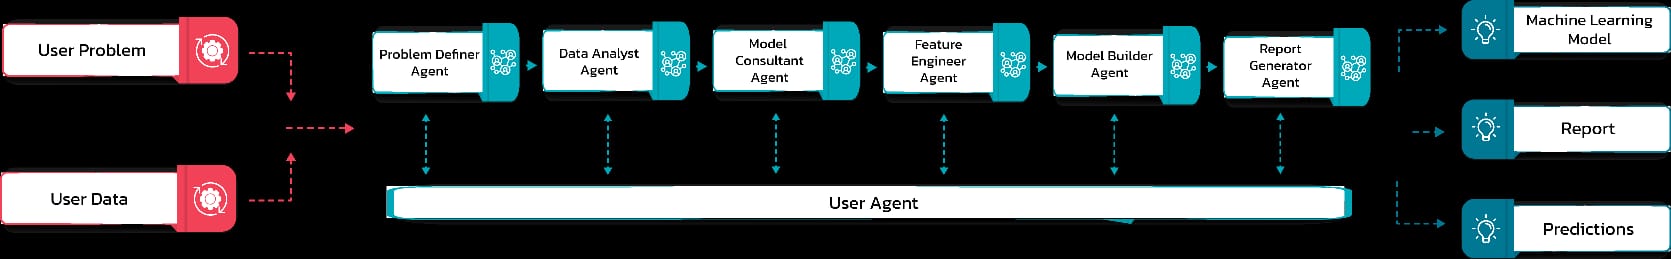 User Problem
User Data
Problem Definer
Agent
Data Analyst
Agent
Model
Consultant
Agent
Feature
Engineer
Agent
Model Builder
Agent
Report
Generator
Agent
User Agent
Machine Learning
Model
Report
Predictions